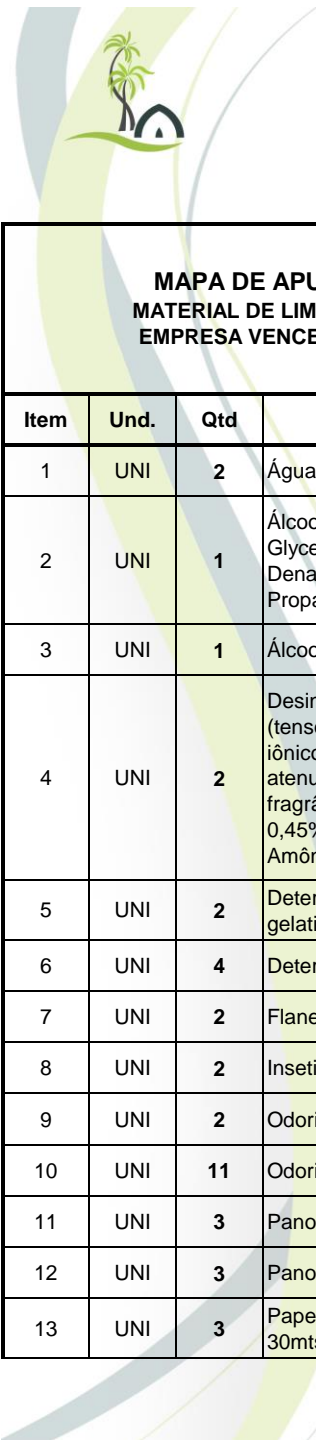 MAPA DE APU
MATERIAL DE LIM
EMPRESA VENCE
Item Und. Qtd
1 UNI 2 Água
2 UNI 1 Álcoo
Glyce
Dena
Propa
3 UNI 1 Álcoo
4 UNI 2 Desin
(tenso
iônico
atenu
fragrâ
0,45%
Amôn
5 UNI 2 Deter
gelati
6 UNI 4 Deter
7 UNI 2 Flane
8 UNI 2 Inseti
9 UNI 2 Odori
10 UNI 11 Odori
11 UNI 3 Pano
12 UNI 3 Pano
13 UNI 3 Pape
30mts